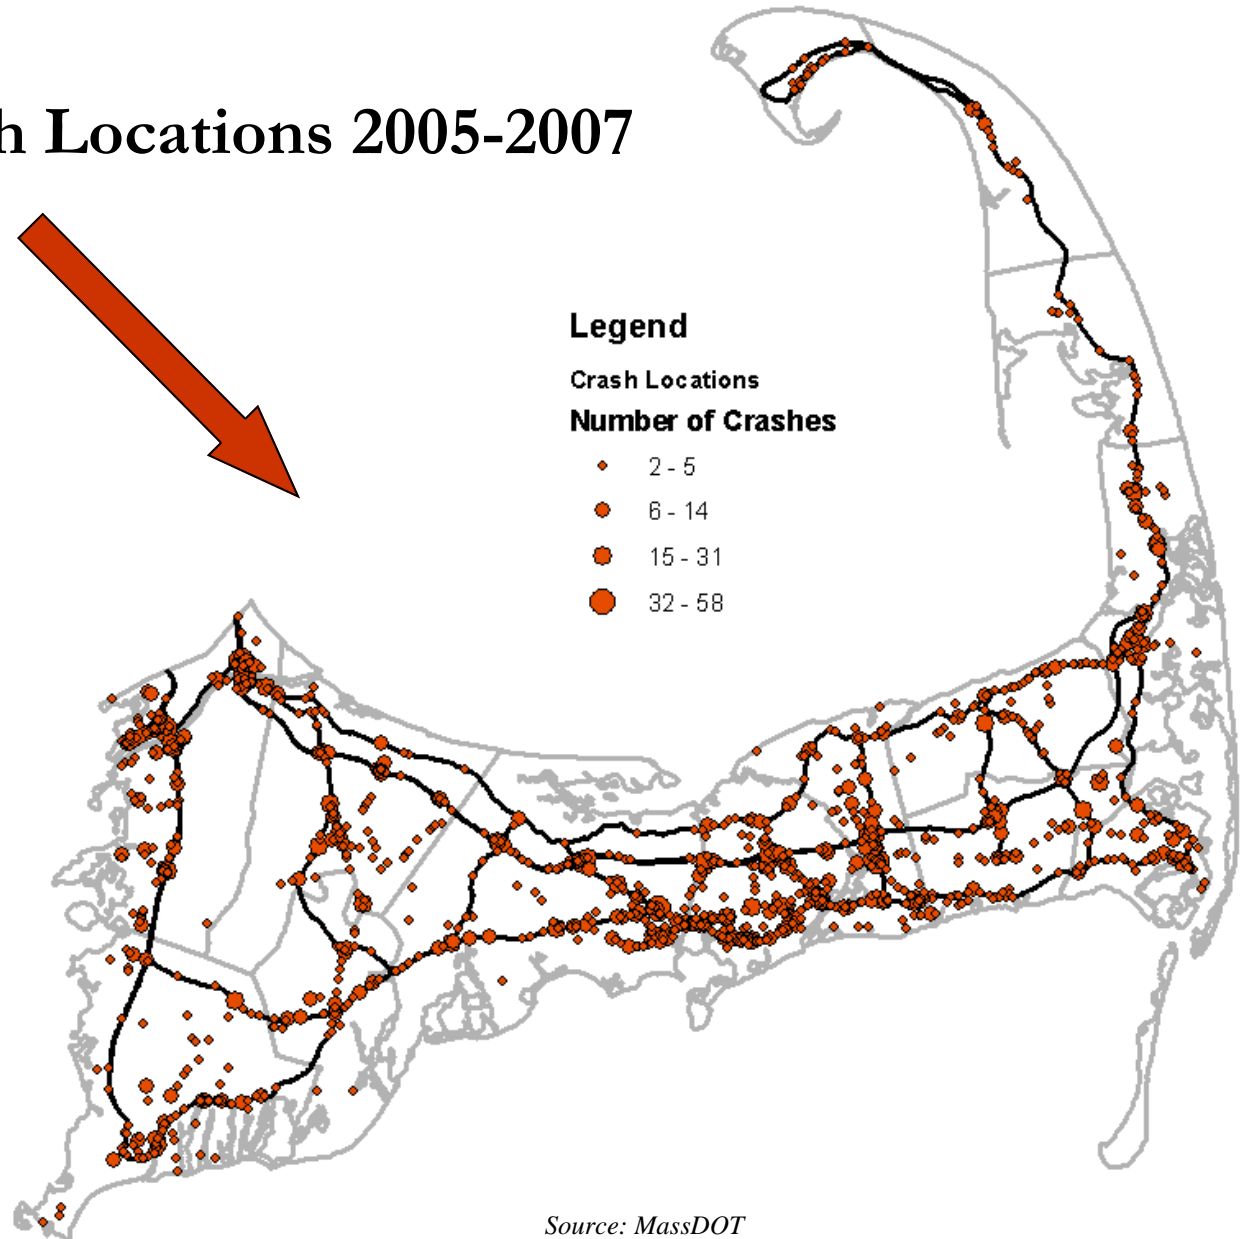 h Locations 2005-2007
Legend
Crash Locations
Number of Crashes
2 - 5
6 - 14
15 - 31
32 - 58
Source: MassDOT